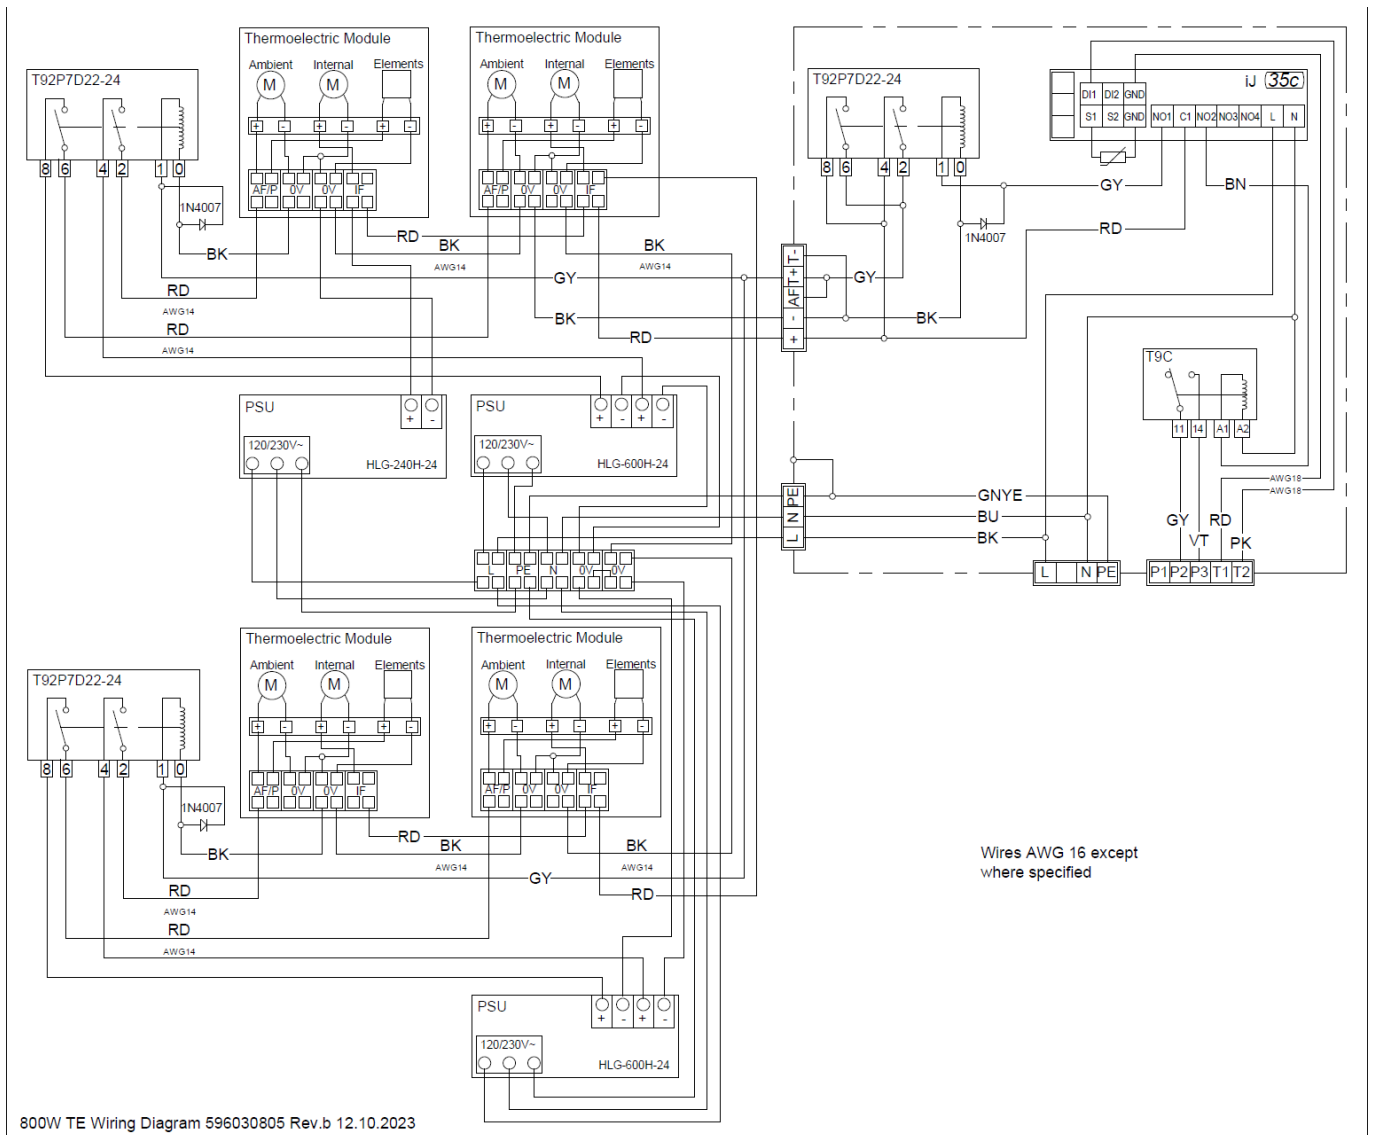 Thermoelectric Module
Ambient Internal Elements
M M
+ - + - + -
AF/P 0V 0V IF
Thermoelectric Module
Ambient Internal Elements
M M
+ - + - + -
AF/P 0V 0V IF
T92P7D22-24
8 6 4 2 1 0
1N4007
BK
RD
AWG14
RD
AWG14
RD
BK
AWG14
BK
AWG14
GY
BK
RD
T92P7D22-24
8 6 4 2 1 0
1N4007
iJ 35c
DI1 DI2 GND
S1 S2 GND
NO1 C1 NO2 NO3 NO4 L N
GY
BN
RD
T-
T+
AF
-
+
GY
BK
PSU
+ -
120/230V~
HLG-240H-24
PSU
+ - + -
120/230V~
HLG-600H-24
T9C
11 14 A1 A2
AWG18
AWG18
GY RD
VT PK
PE
N
L
GNYE
BU
BK
L N PE
P1 P2 P3 T1 T2
L PE N 0V 0V
Thermoelectric Module
Ambient Internal Elements
M M
+ - + - + -
AF/P 0V 0V IF
Thermoelectric Module
Ambient Internal Elements
M M
+ - + - + -
AF/P 0V 0V IF
T92P7D22-24
8 6 4 2 1 0
1N4007
BK
RD
AWG14
RD
AWG14
RD
BK
AWG14
BK
AWG14
GY
RD
Wires AWG 16 except
where specified
PSU
+ - + -
120/230V~
HLG-600H-24
800W TE Wiring Diagram 596030805 Rev.b 12.10.2023